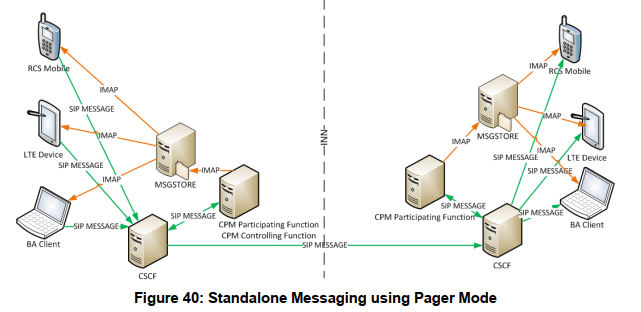 RCS Mobile
IMAP
SIP MESSAGE
LTE Device
IMAP
SIP MESSAGE
MSGSTORE
IMAP
IMAP
BA Client
SIP MESSAGE
SIP MESSAGE
CPM Participating Function
CPM Controlling Function
CSCF
SIP MESSAGE
INN
RCS Mobile
IMAP
MSGSTORE
IMAP
IMAP
LTE Device
SIP MESSAGE
IMAP
SIP MESSAGE
CPM Participating Function
SIP MESSAGE
SIP MESSAGE
BA Client
CSCF
Figure 40: Standalone Messaging using Pager Mode